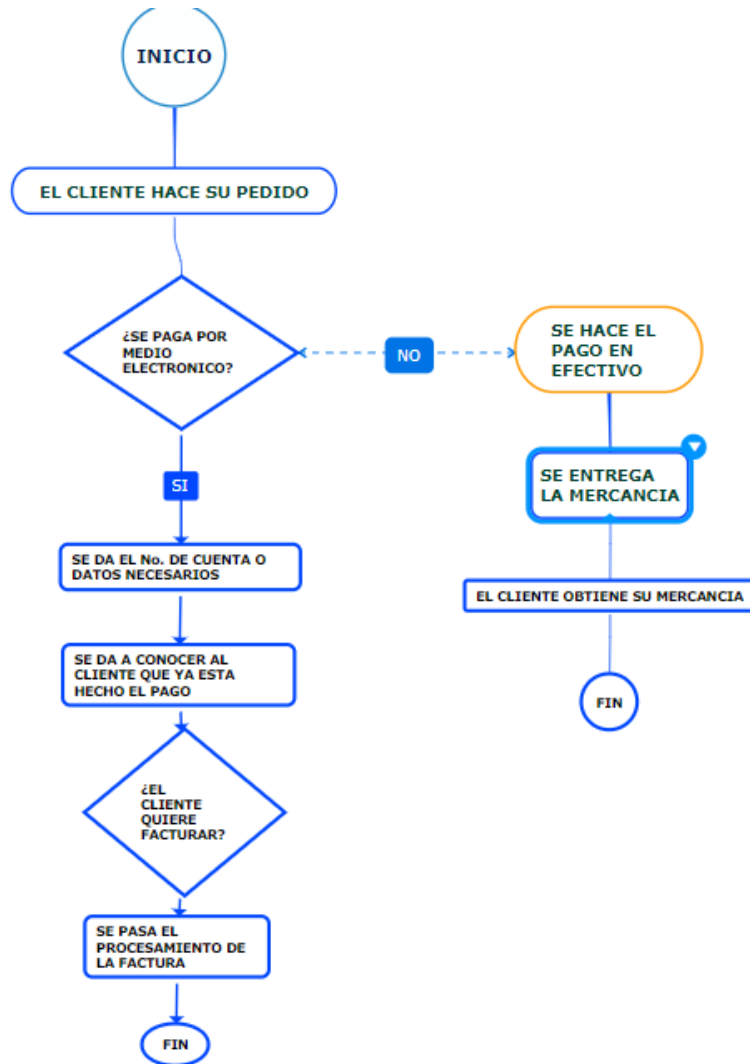 INICIO
EL CLIENTE HACE SU PEDIDO
¿SE PAGA POR
MEDIO
ELECTRONICO?
NO
SE HACE EL
PAGO EN
EFECTIVO
SI
SE ENTREGA
LA MERCANCIA
SE DA EL No. DE CUENTA O
DATOS NECESARIOS
EL CLIENTE OBTIENE SU MERCANCIA
SE DA A CONOCER AL
CLIENTE QUE YA ESTA
HECHO EL PAGO
FIN
¿EL
CLIENTE
QUIERE
FACTURAR?
SE PASA EL
PROCESAMIENTO DE
LA FACTURA
FIN